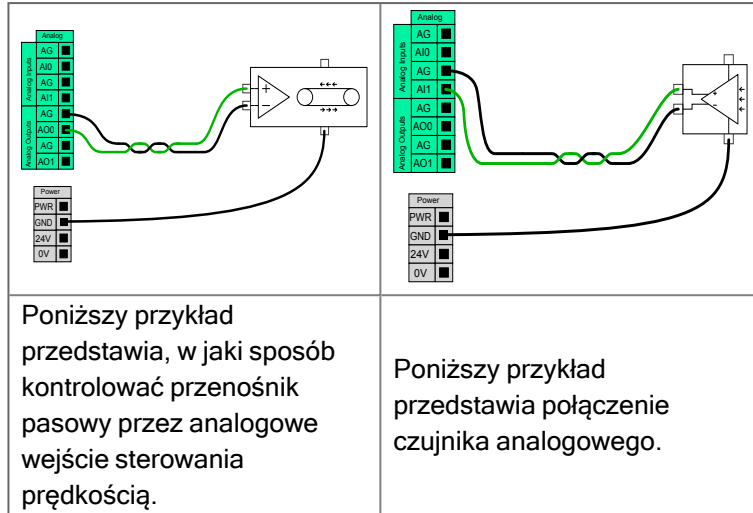 Analog
Analog Inputs
AG
AI0
AG
AI1
Analog Outputs
AG
AO0
AG
AO1
Power
PWR
GND
24V
0V
+
−
Analog
Analog Inputs
AG
AI0
AG
AI1
Analog Outputs
AG
AO0
AG
AO1
Power
PWR
GND
24V
0V
+
−
Poniższy przykład
przedstawia, w jaki sposób
kontrolować przenośnik
pasowy przez analogowe
wejście sterowania
prędkością.
Poniższy przykład
przedstawia połączenie
czujnika analogowego.